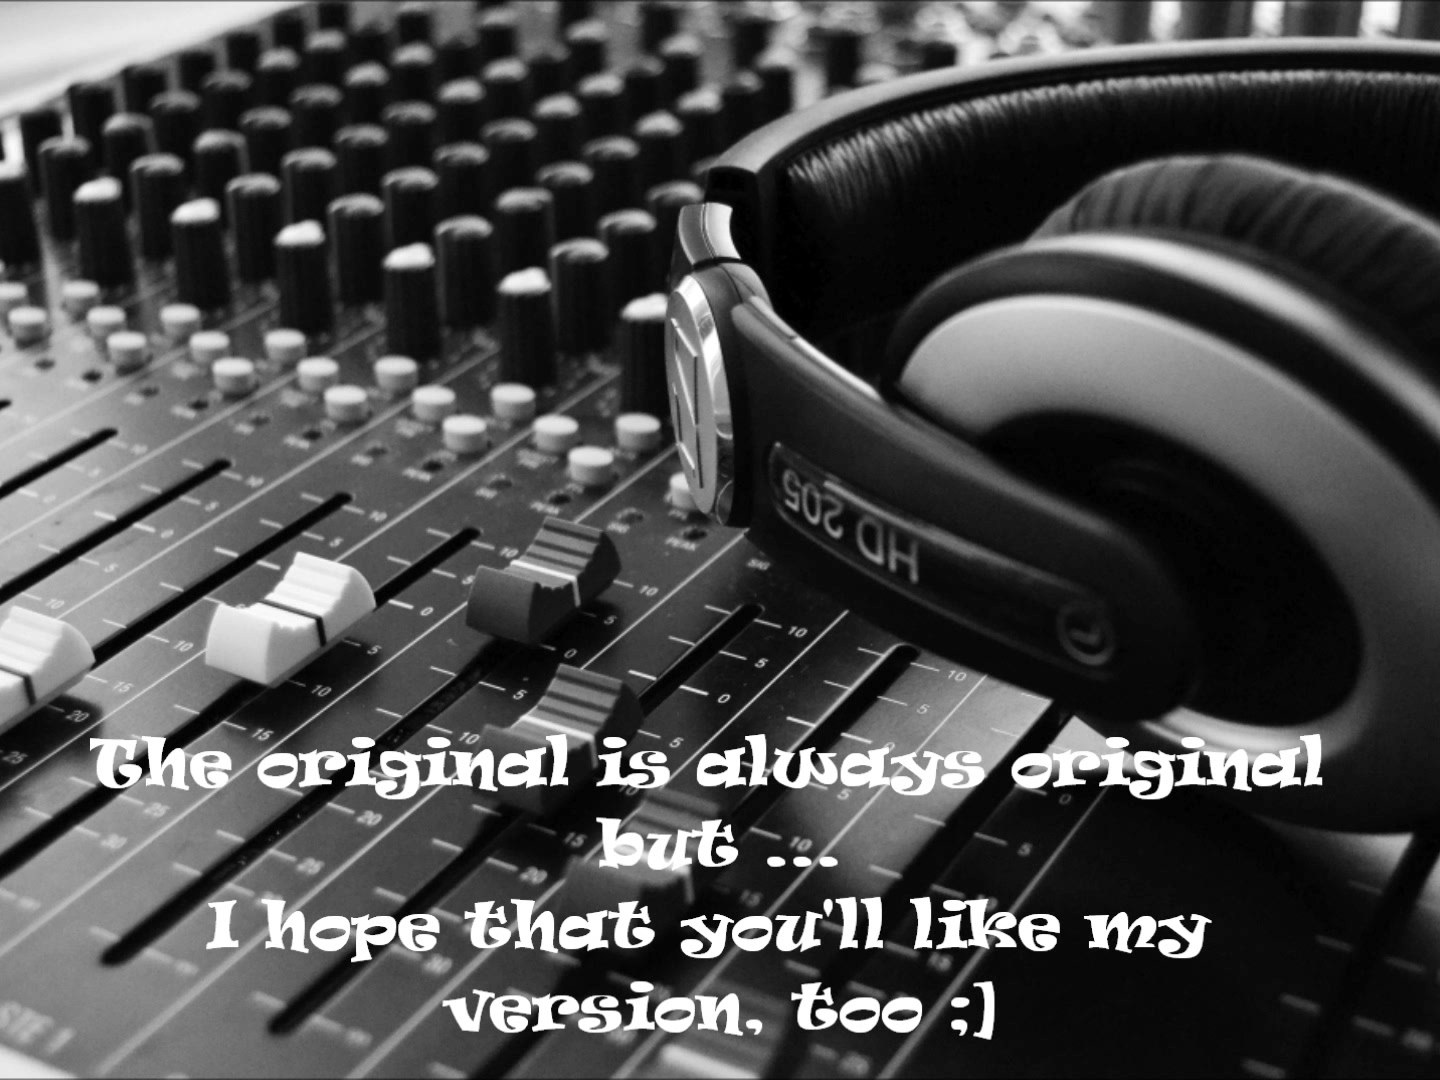 HD 205
The original is always original
but ...
I hope that you'll like my
version, too ;)